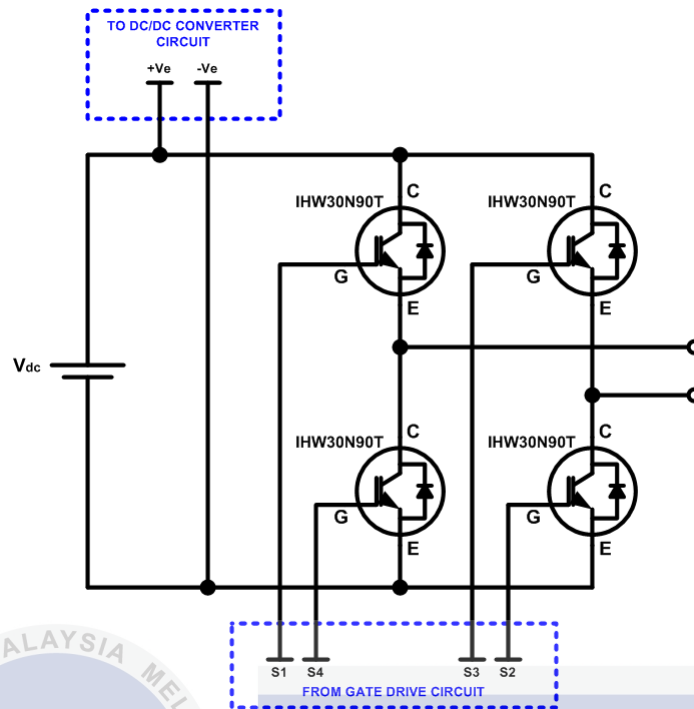 TO DC/DC CONVERTER
CIRCUIT
+Ve -Ve
C C
IHW30N90T IHW30N90T
G G
E E
Vdc
C C
IHW30N90T IHW30N90T
G G
E E
S1 S4 S3 S2
FROM GATE DRIVE CIRCUIT
ALAYSIA MEL